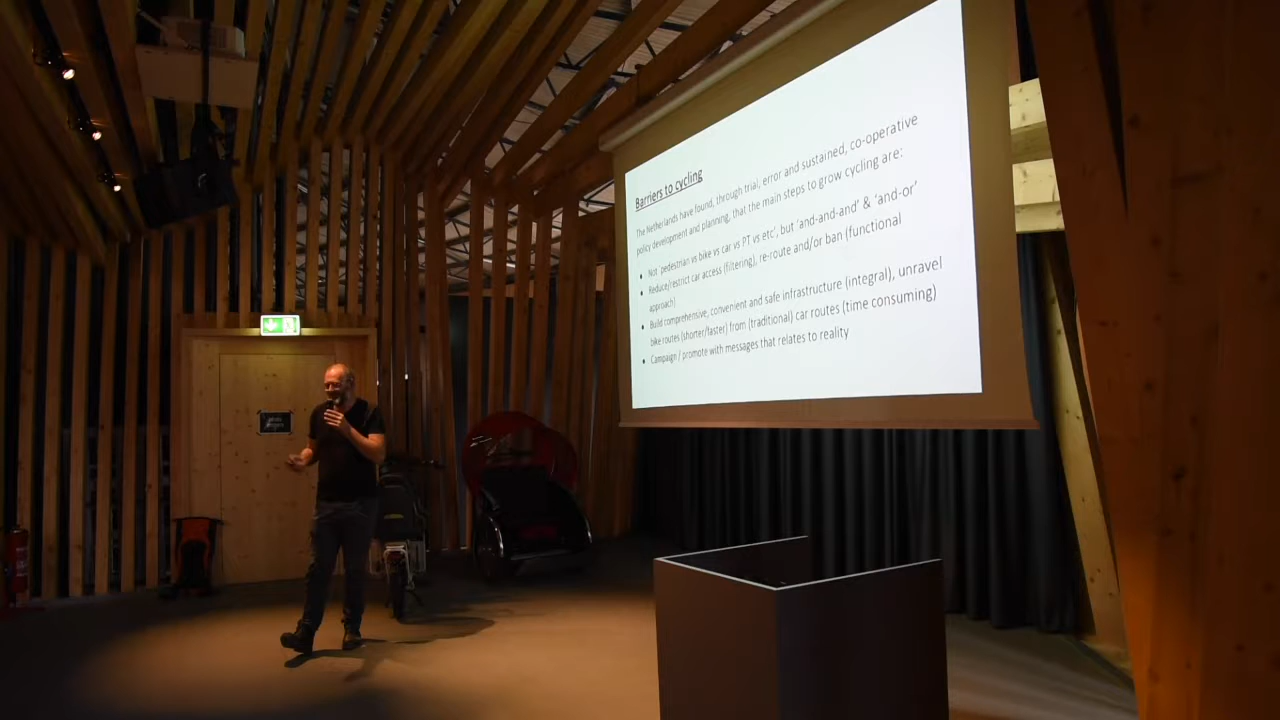 Barriers to cycling
The Netherlands have found, through trial, error and sustained, co-operative
policy development and planning, that the main steps to grow cycling are:
• Not 'pedestrian vs bike vs car vs PT vs etc', but 'and-and-and' & 'and-or'
• Reduce/restrict car access (filtering), re-route and/or ban (functional
approach)
• Build comprehensive, convenient and safe infrastructure (integral), unravel
bike routes (shorter/faster) from (traditional) car routes (time consuming)
• Campaign / promote with messages that relates to reality